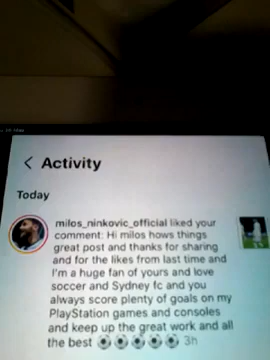 Activity
Today
milos_ninkovic_official liked your
comment: Hi milos hows things
great post and thanks for sharing
and for the likes from last time and
I'm a huge fan of yours and love
soccer and Sydney fc and you
always score plenty of goals on my
PlayStation games and consoles
and keep up the great work and all
the best ⚽⚽⚽⚽⚽ 3h